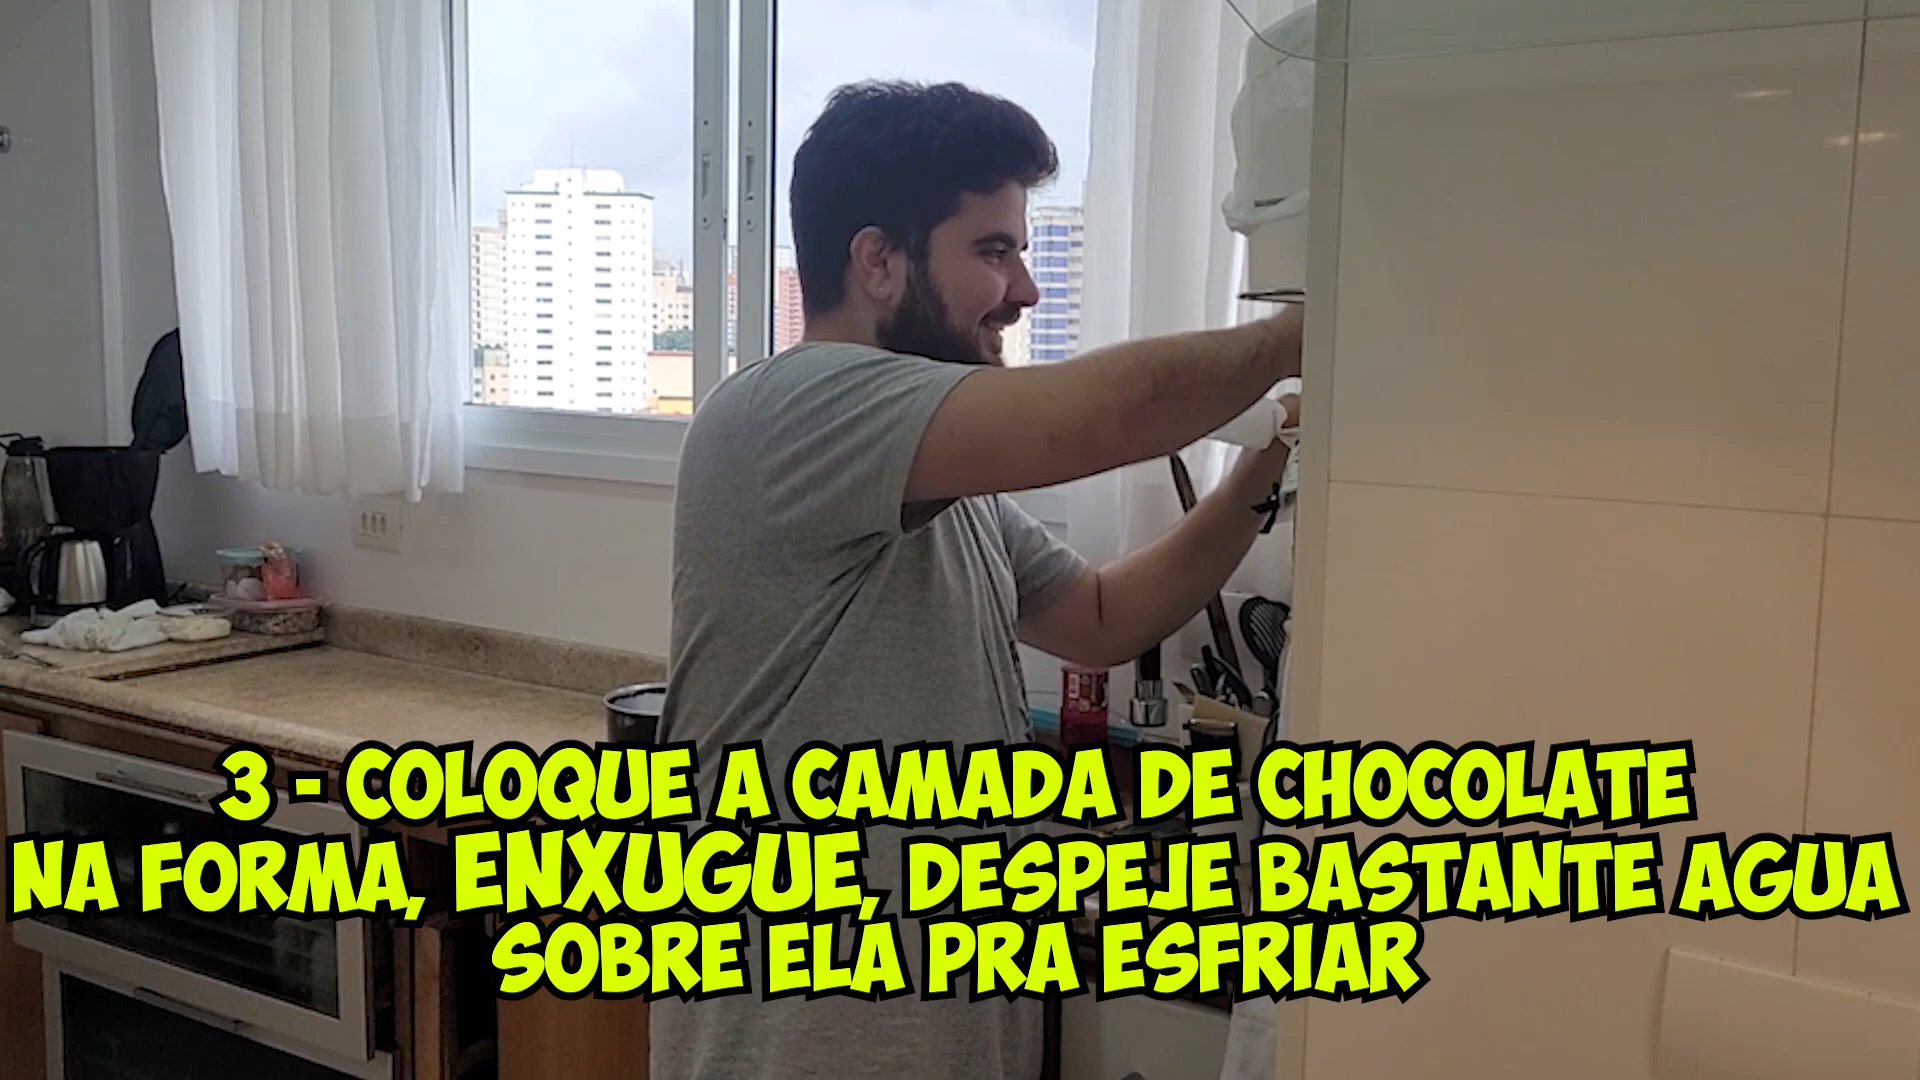 3 - COLOQUE A CAMADA DE CHOCOLATE
NA FORMA, ENXUGUE, DESPEJE BASTANTE AGUA
SOBRE ELA PRA ESFRIAR